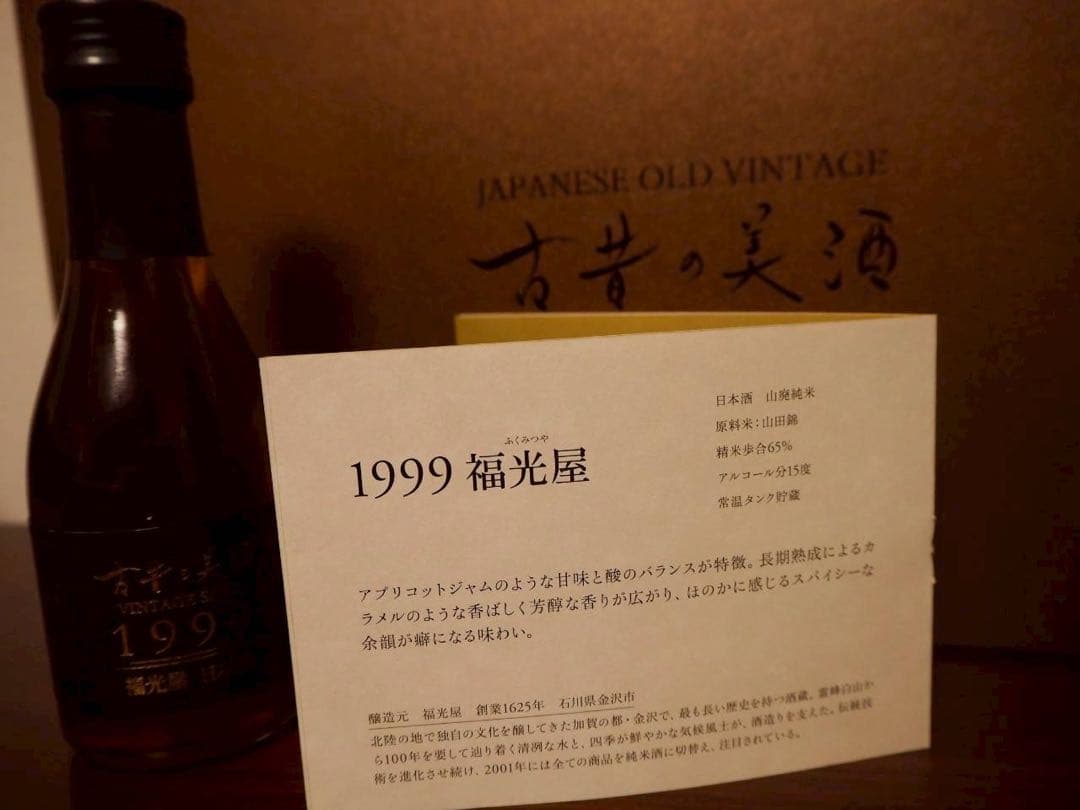 JAPANESE OLD VINTAGE
古昔の美酒
ふくみつや
1999 福光屋
日本酒　山廃純米
原料米：山田錦
精米歩合65%
アルコール分15度
常温タンク貯蔵
アプリコットジャムのような甘味と酸のバランスが特徴。長期熟成によるカ
ラメルのような香ばしく芳醇な香りが広がり、ほのかに感じるスパイシーな
余韻が癖になる味わい。
醸造元　福光屋　創業1625年　石川県金沢市
北陸の地で独自の文化を醸してきた加賀の都・金沢で、最も長い歴史を持つ酒蔵。霊峰白山か
ら100年を要して辿り着く清冽な水と、四季が鮮やかな気候風土が、酒造りを支えた。伝統技
術を進化させ続け、2001年には全ての商品を純米酒に切替え、注目されている。
古昔の美
VINTAGE S
199
福光屋